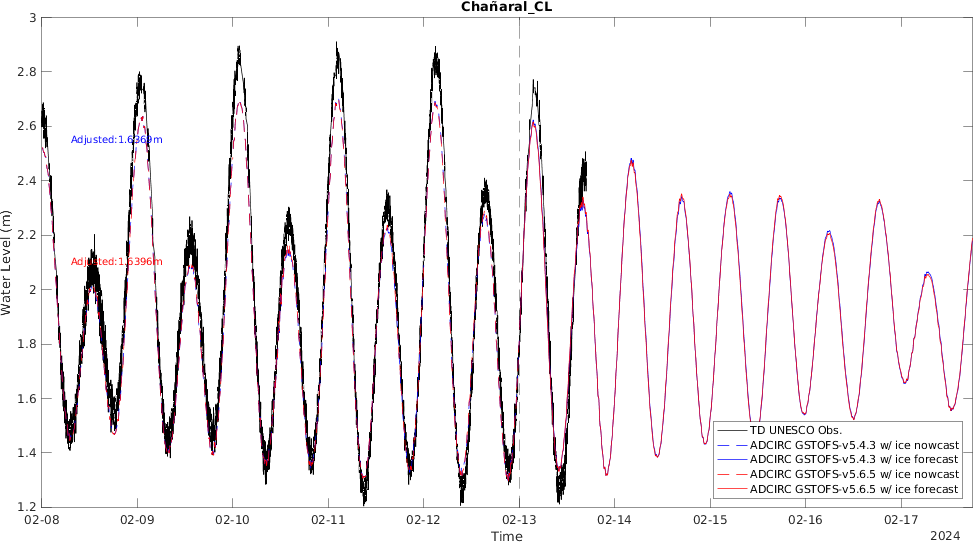 Chañaral_CL
3
2.8
2.6
2.4
2.2
2
1.8
1.6
1.4
1.2
Water Level (m)
Adjusted:1.6369m
Adjusted:1.6396m
TD UNESCO Obs.
ADCIRC GSTOFS-v5.4.3 w/ ice nowcast
ADCIRC GSTOFS-v5.4.3 w/ ice forecast
ADCIRC GSTOFS-v5.6.5 w/ ice nowcast
ADCIRC GSTOFS-v5.6.5 w/ ice forecast
02-08 02-09 02-10 02-11 02-12 02-13 02-14 02-15 02-16 02-17
Time
2024